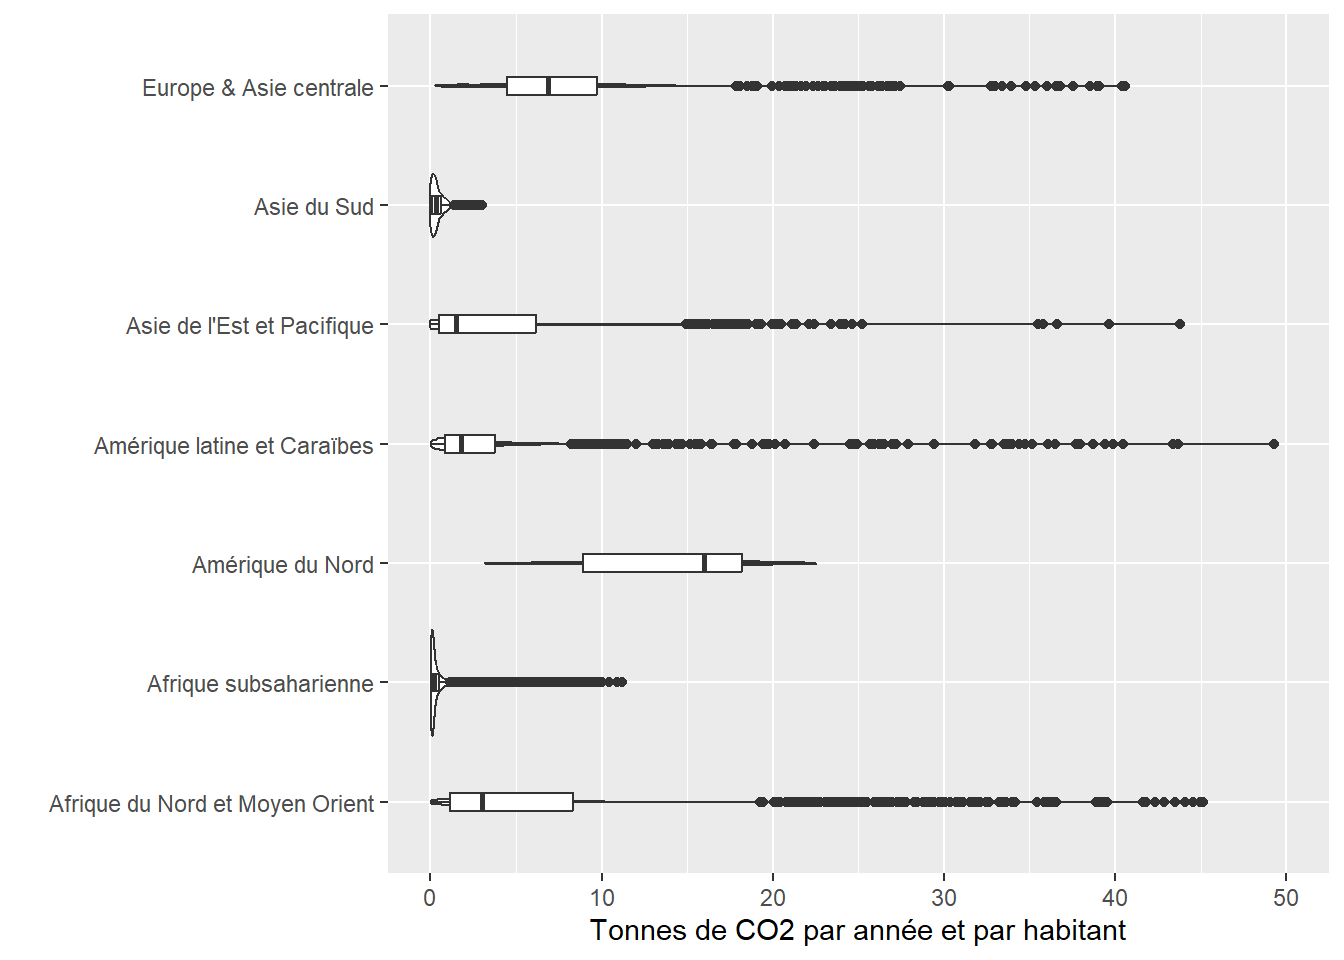 Europe & Asie centrale
Asie du Sud
Asie de l'Est et Pacifique
Amérique latine et Caraïbes
Amérique du Nord
Afrique subsaharienne
Afrique du Nord et Moyen Orient
0 10 20 30 40 50
Tonnes de CO2 par année et par habitant